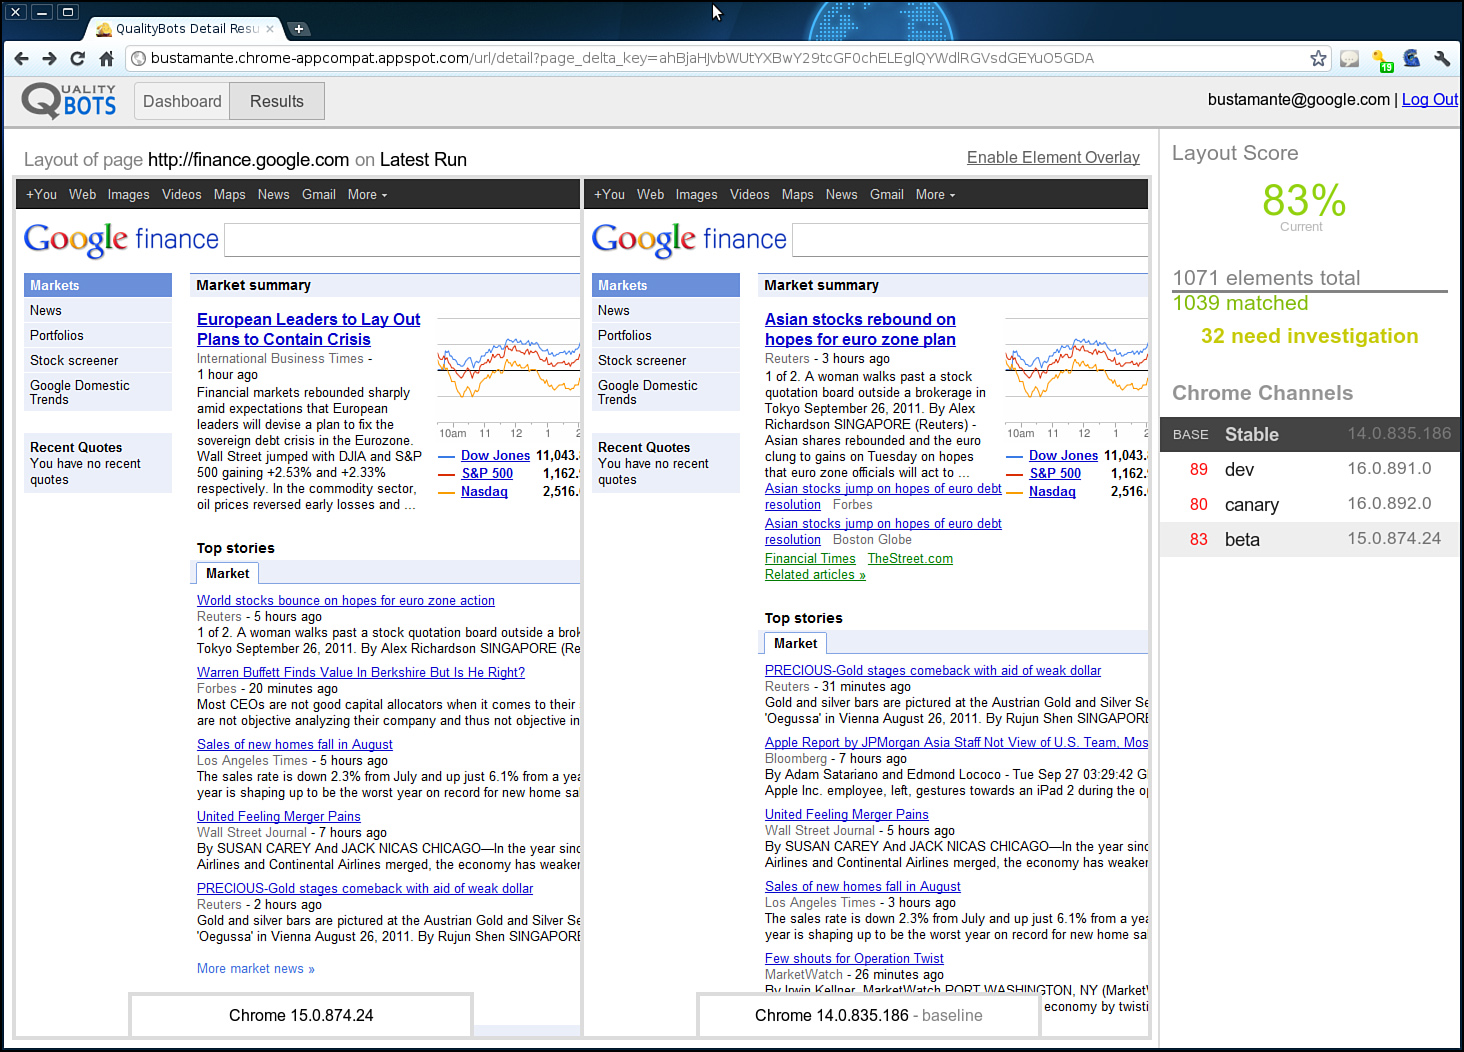 QualityBots Detail Resu
bustamante.chrome-appcompat.appspot.com/url/detail?page_delta_key=ahBjaHJvbWUtYXBwY29tcGF0chELEglQYWdlRGVsdGEYuO5GDA
19
QUALITY BOTS
Dashboard
Results
bustamante@google.com | Log Out
Layout of page http://finance.google.com on Latest Run
Enable Element Overlay
+You Web Images Videos Maps News Gmail More
Google finance
Markets
News
Portfolios
Stock screener
Google Domestic
Trends
Recent Quotes
You have no recent
quotes
Market summary
European Leaders to Lay Out
Plans to Contain Crisis
International Business Times -
1 hour ago
Financial markets rebounded sharply
amid expectations that European
leaders will devise a plan to fix the
sovereign debt crisis in the Eurozone.
Wall Street jumped with DJIA and S&P
500 gaining +2.53% and +2.33%
respectively. In the commodity sector,
oil prices reversed early losses and ...
10am 11 12 1 2
Dow Jones 11,043.
S&P 500 1,162.
Nasdaq 2,516.
Top stories
Market
World stocks bounce on hopes for euro zone action
Reuters - 5 hours ago
1 of 2. A woman walks past a stock quotation board outside a brok
Tokyo September 26, 2011. By Alex Richardson SINGAPORE (Re
Warren Buffett Finds Value In Berkshire But Is He Right?
Forbes - 20 minutes ago
Most CEOs are not good capital allocators when it comes to their
are not objective analyzing their company and thus not objective in
Sales of new homes fall in August
Los Angeles Times - 5 hours ago
The sales rate is down 2.3% from July and up just 6.1% from a yea
year is shaping up to be the worst year on record for new home sa
United Feeling Merger Pains
Wall Street Journal - 7 hours ago
By SUSAN CAREY And JACK NICAS CHICAGO—In the year sinc
Airlines and Continental Airlines merged, the economy has weaker
PRECIOUS-Gold stages comeback with aid of weak dollar
Reuters - 2 hours ago
Gold and silver bars are pictured at the Austrian Gold and Silver Se
'Oegussa' in Vienna August 26, 2011. By Rujun Shen SINGAPORE
More market news »
Chrome 15.0.874.24
+You Web Images Videos Maps News Gmail More
Google finance
Markets
News
Portfolios
Stock screener
Google Domestic
Trends
Recent Quotes
You have no recent
quotes
Market summary
Asian stocks rebound on
hopes for euro zone plan
Reuters - 3 hours ago
1 of 2. A woman walks past a stock
quotation board outside a brokerage in
Tokyo September 26, 2011. By Alex
Richardson SINGAPORE (Reuters) -
Asian shares rebounded and the euro
clung to gains on Tuesday on hopes
that euro zone officials will act to ...
Asian stocks jump on hopes of euro debt
resolution Forbes
Asian stocks jump on hopes of euro debt
resolution Boston Globe
Financial Times TheStreet.com
Related articles »
10am 11 12 1
Dow Jones 11,043.
S&P 500 1,162.
Nasdaq 2,516.
Top stories
Market
PRECIOUS-Gold stages comeback with aid of weak dollar
Reuters - 31 minutes ago
Gold and silver bars are pictured at the Austrian Gold and Silver Se
'Oegussa' in Vienna August 26, 2011. By Rujun Shen SINGAPORE
Apple Report by JPMorgan Asia Staff Not View of U.S. Team, Mos
Bloomberg - 7 hours ago
By Adam Satariano and Edmond Lococo - Tue Sep 27 03:29:42 G
Apple Inc. employee, left, gestures towards an iPad 2 during the op
United Feeling Merger Pains
Wall Street Journal - 5 hours ago
By SUSAN CAREY And JACK NICAS CHICAGO—In the year sinc
Airlines and Continental Airlines merged, the economy has weaker
Sales of new homes fall in August
Los Angeles Times - 3 hours ago
The sales rate is down 2.3% from July and up just 6.1% from a yea
year is shaping up to be the worst year on record for new home sa
Few shouts for Operation Twist
MarketWatch - 26 minutes ago
By Irwin Kellner, MarketWatch PORT WASHINGTON, NY (Market
economy by twisti
Chrome 14.0.835.186 - baseline
Layout Score
83%
Current
1071 elements total
1039 matched
32 need investigation
Chrome Channels
BASE Stable 14.0.835.186
89 dev 16.0.891.0
80 canary 16.0.892.0
83 beta 15.0.874.24